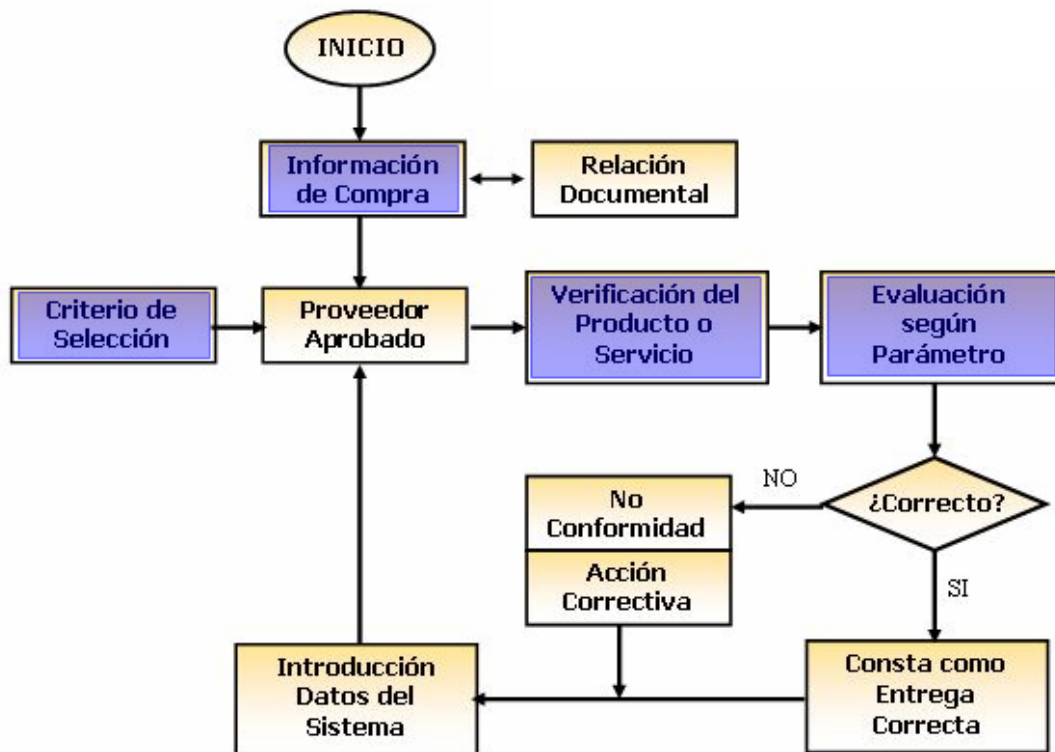 INICIO
Información
de Compra
Relación
Documental
Criterio de
Selección
Proveedor
Aprobado
Verificación del
Producto o
Servicio
Evaluación
según
Parámetro
¿Correcto?
NO
No
Conformidad
Acción
Correctiva
SI
Introducción
Datos del
Sistema
Consta como
Entrega
Correcta